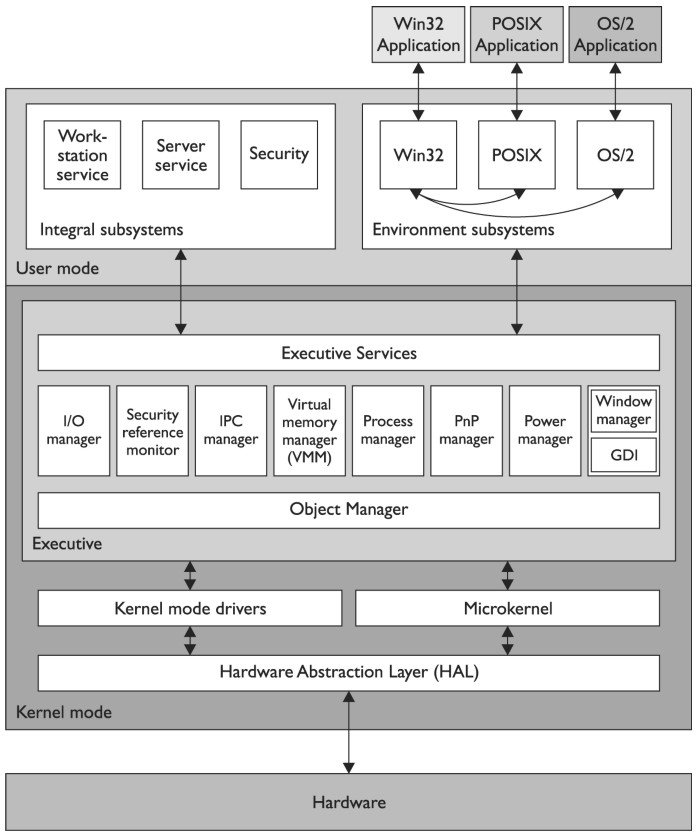 Win32
Application
POSIX
Application
OS/2
Application
Work-
station
service
Server
service
Security
Integral subsystems
Win32
POSIX
OS/2
Environment subsystems
User mode
Executive Services
I/O
manager
Security
reference
monitor
IPC
manager
Virtual
memory
manager
(VMM)
Process
manager
PnP
manager
Power
manager
Window
manager
GDI
Object Manager
Executive
Kernel mode drivers
Microkernel
Hardware Abstraction Layer (HAL)
Kernel mode
Hardware